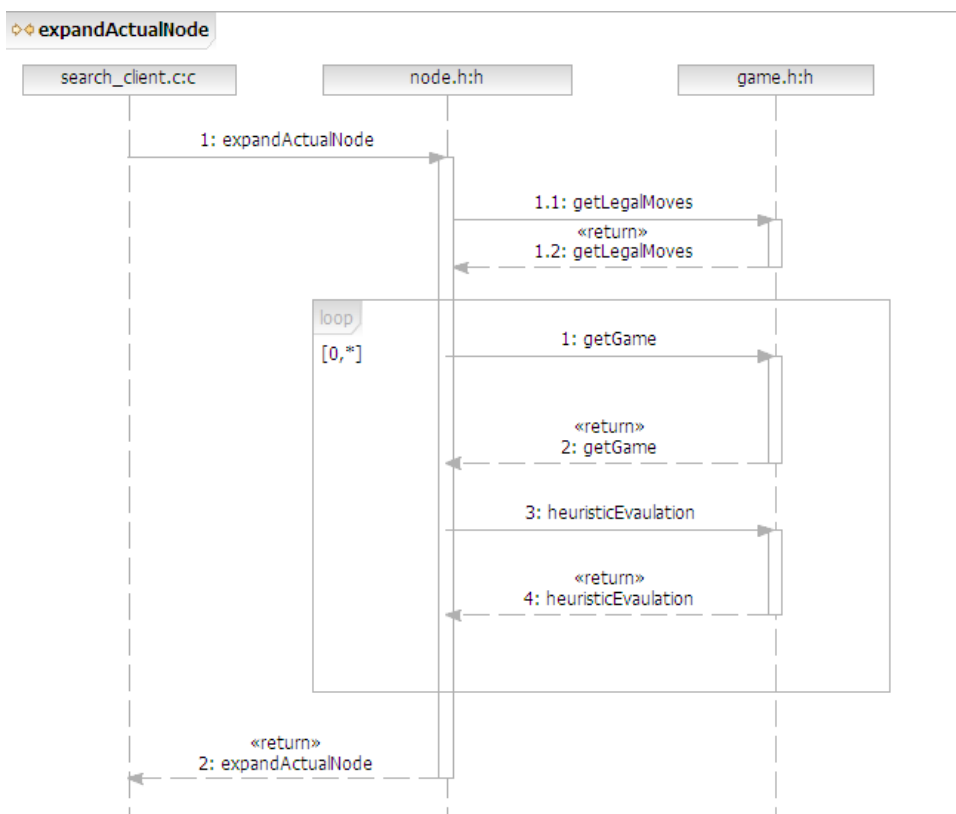 expandActualNode
search_client.c:c
node.h:h
game.h:h
1: expandActualNode
1.1: getLegalMoves
«return»
1.2: getLegalMoves
loop
[0,*]
1: getGame
«return»
2: getGame
3: heuristicEvaulation
«return»
4: heuristicEvaulation
«return»
2: expandActualNode